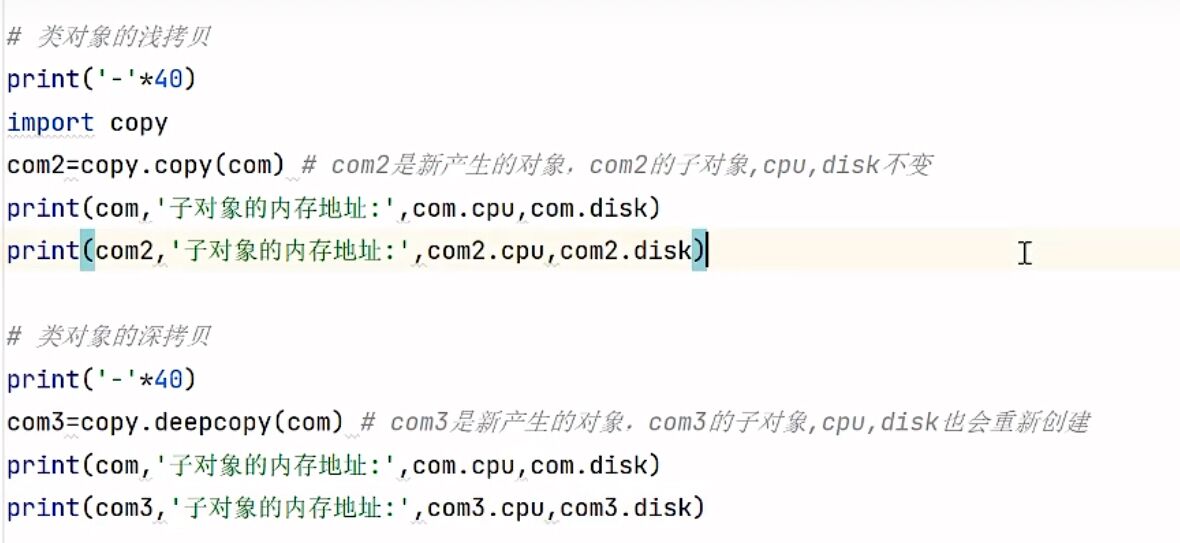 # 类对象的浅拷贝
print('-'*40)
import copy
com2=copy.copy(com) # com2是新产生的对象，com2的子对象,cpu,disk不变
print(com,'子对象的内存地址:',com.cpu,com.disk)
print(com2,'子对象的内存地址:',com2.cpu,com2.disk)
# 类对象的深拷贝
print('-'*40)
com3=copy.deepcopy(com) # com3是新产生的对象，com3的子对象,cpu,disk也会重新创建
print(com,'子对象的内存地址:',com.cpu,com.disk)
print(com3,'子对象的内存地址:',com3.cpu,com3.disk)